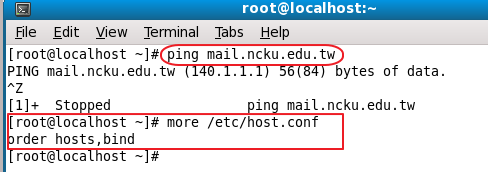 root@localhost:~
File Edit View Terminal Tabs Help
[root@localhost ~]# ping mail.ncku.edu.tw
PING mail.ncku.edu.tw (140.1.1.1) 56(84) bytes of data.
^Z
[1]+  Stopped                 ping mail.ncku.edu.tw
[root@localhost ~]# more /etc/host.conf
order hosts,bind
[root@localhost ~]#